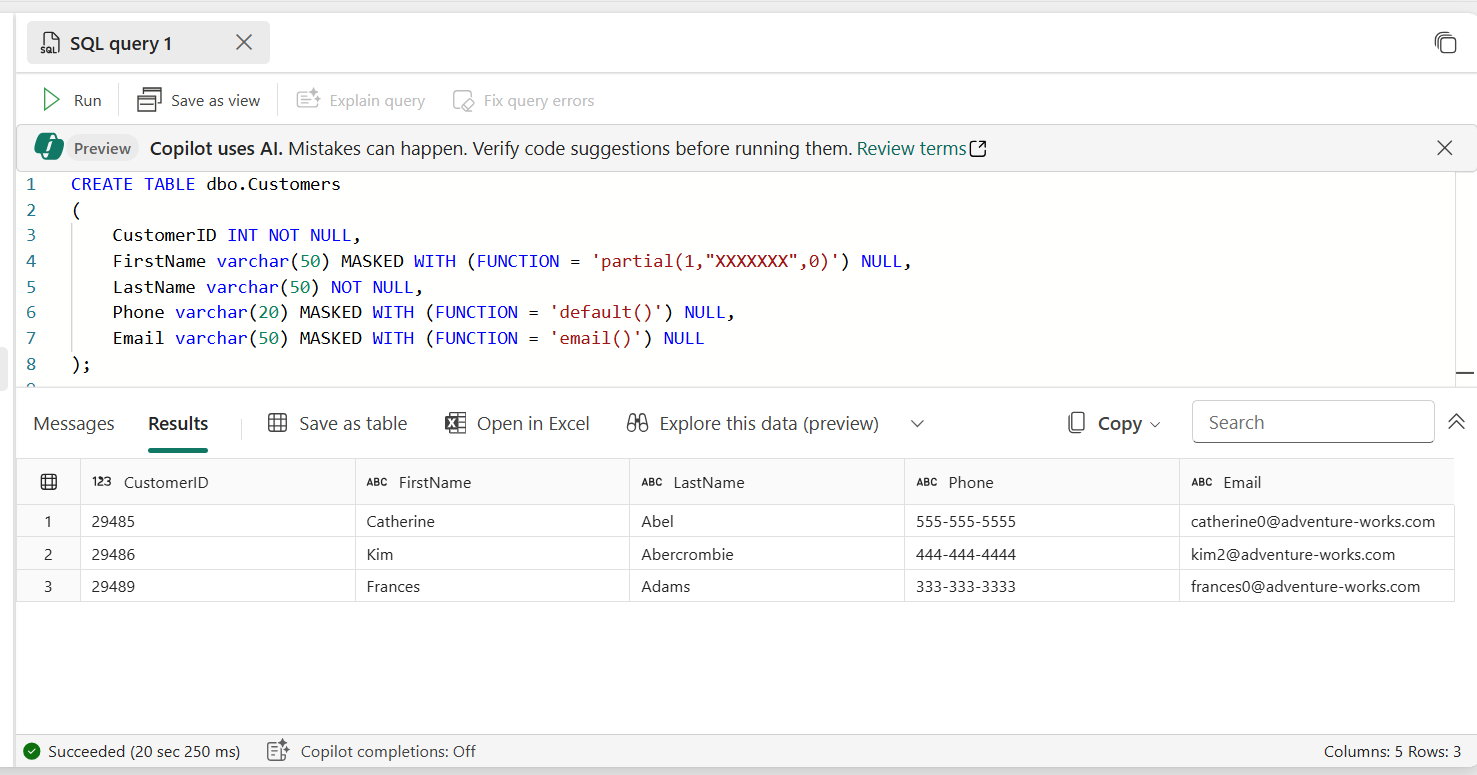 SQL query 1
Run Save as view Explain query Fix query errors
Preview Copilot uses AI. Mistakes can happen. Verify code suggestions before running them. Review terms
1 CREATE TABLE dbo.Customers
2 (
3 CustomerID INT NOT NULL,
4 FirstName varchar(50) MASKED WITH (FUNCTION = 'partial(1,"XXXXXXX",0)') NULL,
5 LastName varchar(50) NOT NULL,
6 Phone varchar(20) MASKED WITH (FUNCTION = 'default()') NULL,
7 Email varchar(50) MASKED WITH (FUNCTION = 'email()') NULL
8 );
Messages Results Save as table Open in Excel Explore this data (preview) Copy Search
123 CustomerID ABC FirstName ABC LastName ABC Phone ABC Email
1 29485 Catherine Abel 555-555-5555 catherine0@adventure-works.com
2 29486 Kim Abercrombie 444-444-4444 kim2@adventure-works.com
3 29489 Frances Adams 333-333-3333 frances0@adventure-works.com
Succeeded (20 sec 250 ms) Copilot completions: Off Columns: 5 Rows: 3